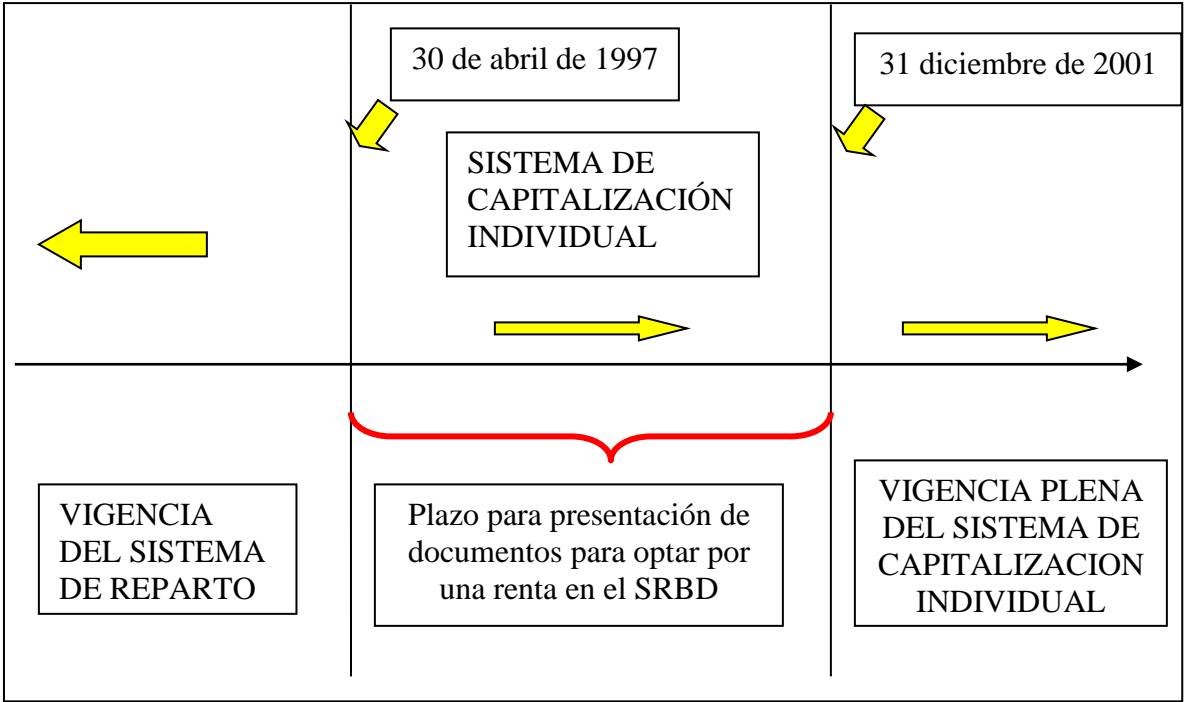 30 de abril de 1997
31 diciembre de 2001
SISTEMA DE
CAPITALIZACIÓN
INDIVIDUAL
VIGENCIA
DEL SISTEMA
DE REPARTO
Plazo para presentación de
documentos para optar por
una renta en el SRBD
VIGENCIA PLENA
DEL SISTEMA DE
CAPITALIZACION
INDIVIDUAL